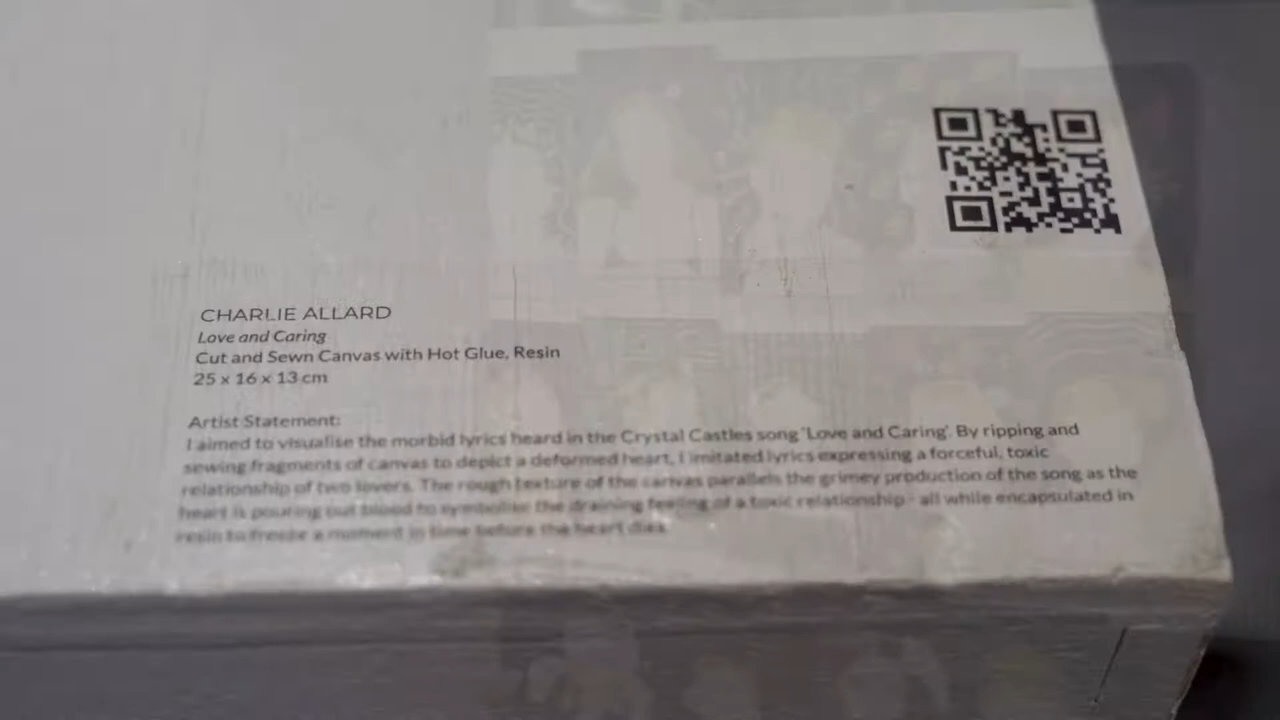 CHARLIE ALLARD
Love and Caring
Cut and Sewn Canvas with Hot Glue, Resin
25 x 16 x 13 cm
Artist Statement:
I aimed to visualise the morbid lyrics heard in the Crystal Castles song 'Love and Caring'. By ripping and
sewing fragments of canvas to depict a deformed heart, I imitated lyrics expressing a forceful, toxic
relationship of two lovers. The rough texture of the canvas parallels the grimey production of the song as the
heart is pouring out blood to symbolise the draining feeling of a toxic relationship - all while encapsulated in
resin to freeze a moment in time before the heart dies.